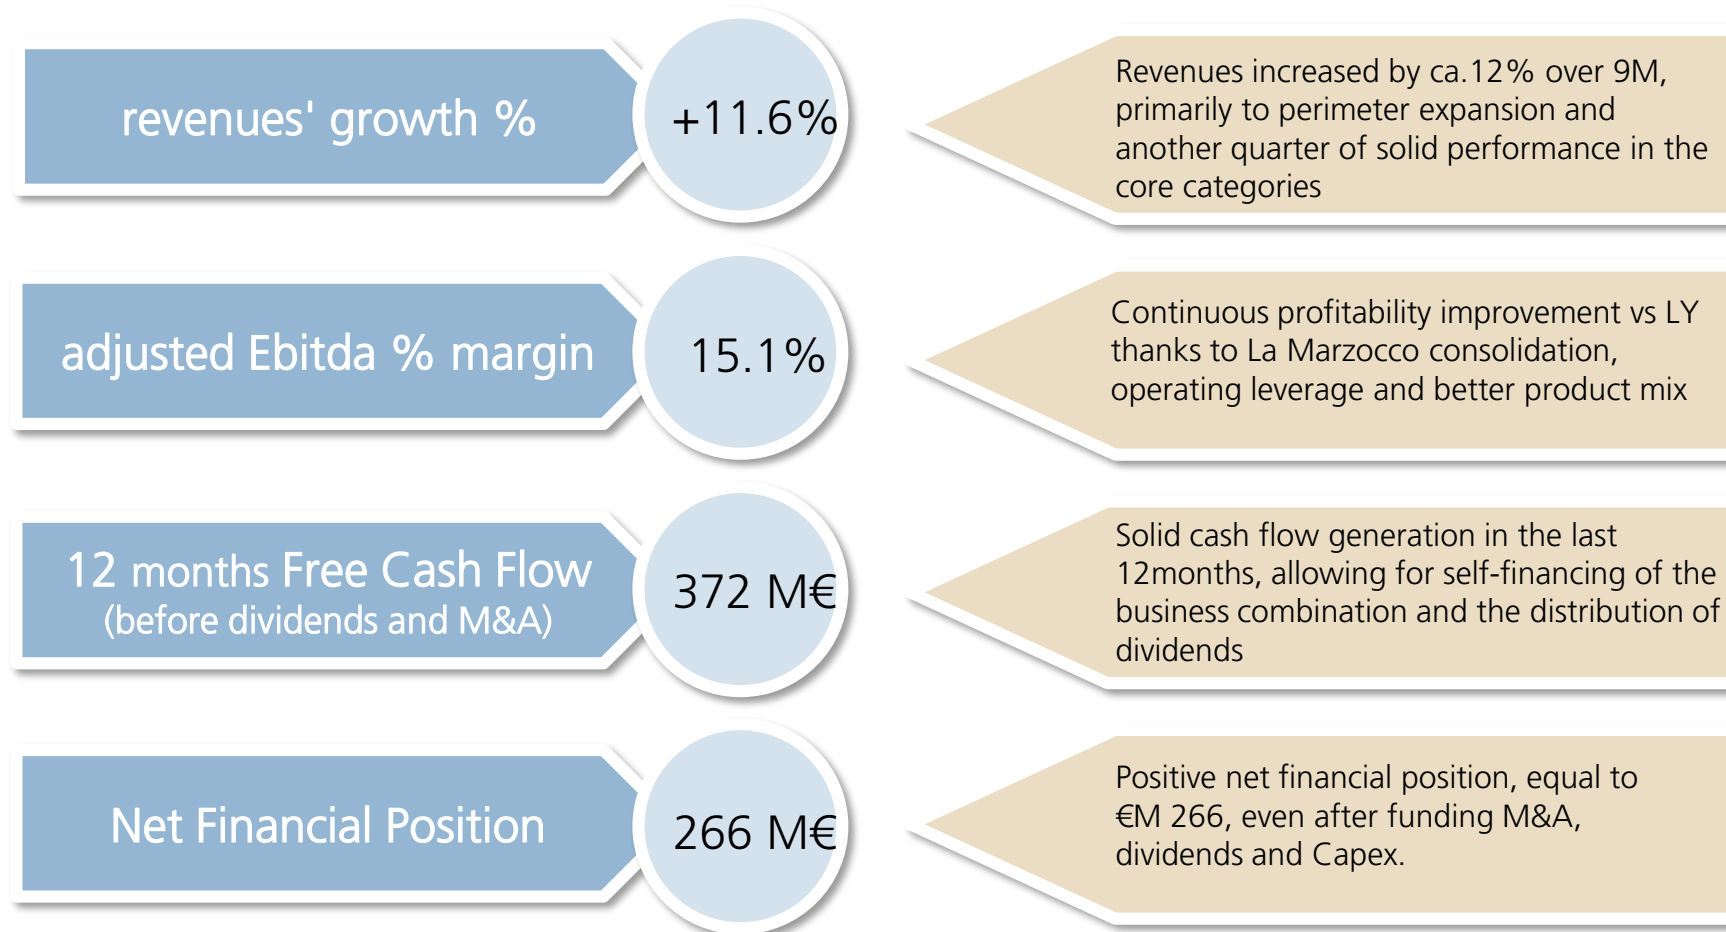 revenues' growth %
+11.6%
Revenues increased by ca.12% over 9M,
primarily to perimeter expansion and
another quarter of solid performance in the
core categories
adjusted Ebitda % margin
15.1%
Continuous profitability improvement vs LY
thanks to La Marzocco consolidation,
operating leverage and better product mix
12 months Free Cash Flow
(before dividends and M&A)
372 M€
Solid cash flow generation in the last
12months, allowing for self-financing of the
business combination and the distribution of
dividends
Net Financial Position
266 M€
Positive net financial position, equal to
€M 266, even after funding M&A,
dividends and Capex.